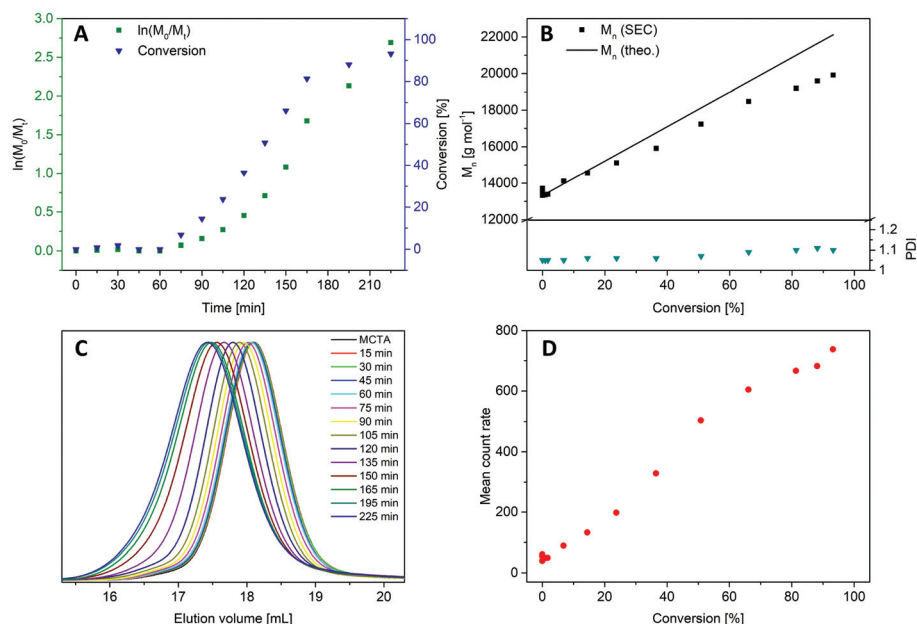 A
ln(M₀/Mₜ)
Conversion
3.0
2.5
2.0
1.5
1.0
0.5
0.0
ln(M₀/Mₜ)
100
80
60
40
20
0
Conversion [%]
0 30 60 90 120 150 180 210
Time [min]
B
Mₙ (SEC)
Mₙ (theo.)
22000
20000
18000
16000
14000
12000
Mₙ [g mol⁻¹]
1.2
1.1
1
PDI
0 20 40 60 80 100
Conversion [%]
C
MCTA
15 min
30 min
45 min
60 min
75 min
90 min
105 min
120 min
135 min
150 min
165 min
195 min
225 min
16 17 18 19 20
Elution volume [mL]
D
800
600
400
200
0
Mean count rate
0 20 40 60 80 100
Conversion [%]